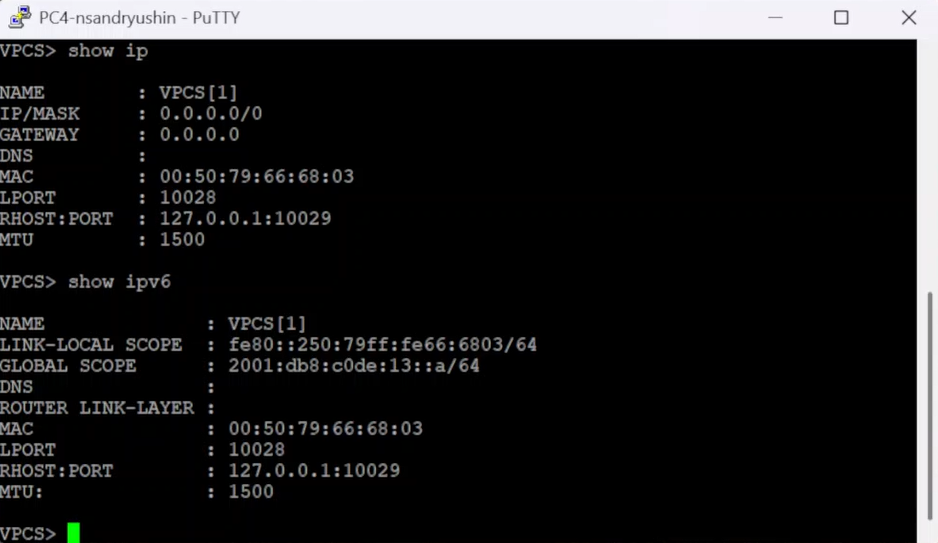 PC4-nsandryushin - PuTTY
VPCS> show ip
NAME : VPCS[1]
IP/MASK : 0.0.0.0/0
GATEWAY : 0.0.0.0
DNS :
MAC : 00:50:79:66:68:03
LPORT : 10028
RHOST:PORT : 127.0.0.1:10029
MTU : 1500
VPCS> show ipv6
NAME : VPCS[1]
LINK-LOCAL SCOPE : fe80::250:79ff:fe66:6803/64
GLOBAL SCOPE : 2001:db8:c0de:13::a/64
DNS :
ROUTER LINK-LAYER :
MAC : 00:50:79:66:68:03
LPORT : 10028
RHOST:PORT : 127.0.0.1:10029
MTU: : 1500
VPCS>